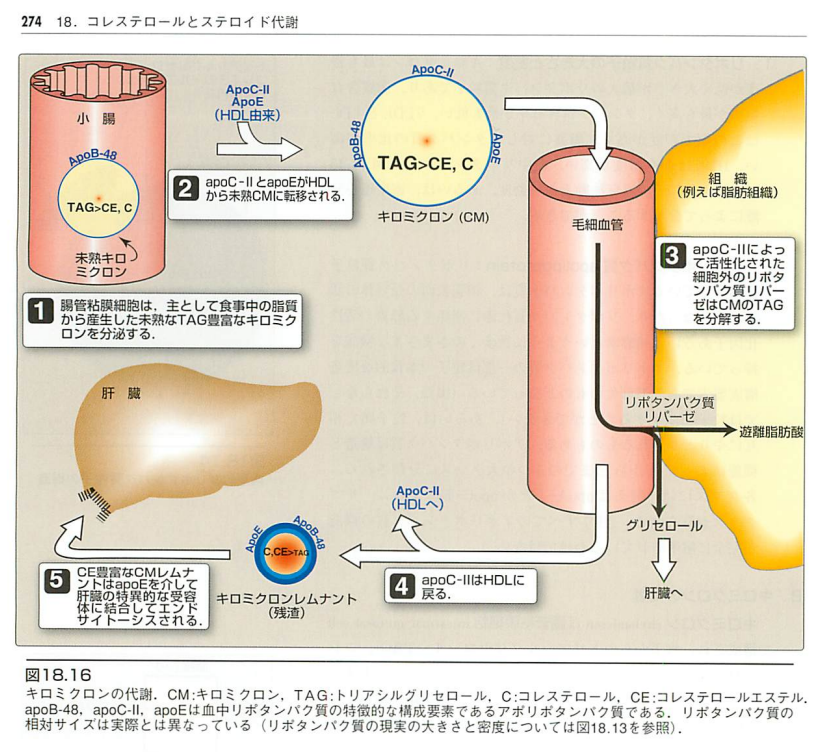 274 18. コレステロールとステロイド代謝
小腸
ApoB-48
TAG>CE, C
未熟キロ
ミクロン
1 腸管粘膜細胞は，主として食事中の脂質
から産生した未熟なTAG豊富なキロミク
ロンを分泌する.
ApoC-II
ApoE
(HDL由来)
2 apoC-IIとapoEがHDL
から未熟CMに転移される.
ApoC-II
ApoB-48
ApoE
TAG>CE, C
キロミクロン (CM)
毛細血管
組織
(例えば脂肪組織)
3 apoC-IIによっ
て活性化された
細胞外のリポタ
ンパク質リパー
ゼはCMのTAG
を分解する.
リポタンパク質
リパーゼ
遊離脂肪酸
グリセロール
肝臓へ
ApoC-II
(HDLへ)
4 apoC-IIはHDLに
戻る.
ApoE
ApoB-48
C,CE>TAG
キロミクロンレムナント
(残渣)
肝臓
5 CE豊富なCMレムナ
ントはapoEを介して
肝臓の特異的な受容
体に結合してエンド
サイトーシスされる.
図18.16
キロミクロンの代謝．CM:キロミクロン，TAG:トリアシルグリセロール，C:コレステロール，CE:コレステロールエステル.
apoB-48，apoC-II，apoEは血中リポタンパク質の特徴的な構成要素であるアポリポタンパク質である．リポタンパク質の
相対サイズは実際とは異なっている（リポタンパク質の現実の大きさと密度については図18.13を参照）.